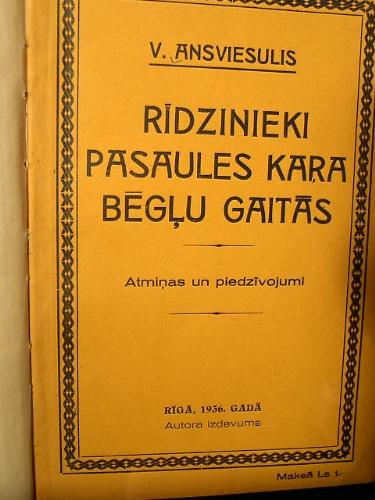 V. ANSVIESULIS
RĪDZINIEKI
PASAULES KAŖA
BĒGĻU GAITĀS
Atmiņas un piedzīvojumi
RĪGĀ, 1936. GADĀ
Autora izdevums
Maksā Ls 1.—